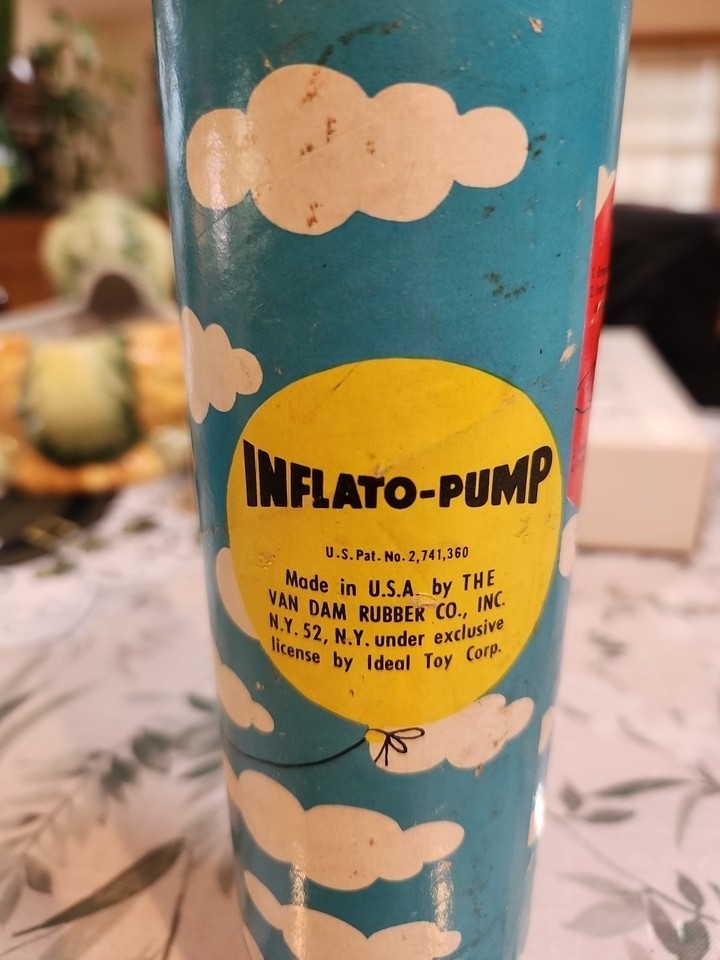 INFLATO-PUMP
U.S. Pat. No. 2,741,360
Made in U.S.A. by THE
VAN DAM RUBBER CO., INC.
N.Y. 52, N.Y. under exclusive
license by Ideal Toy Corp.